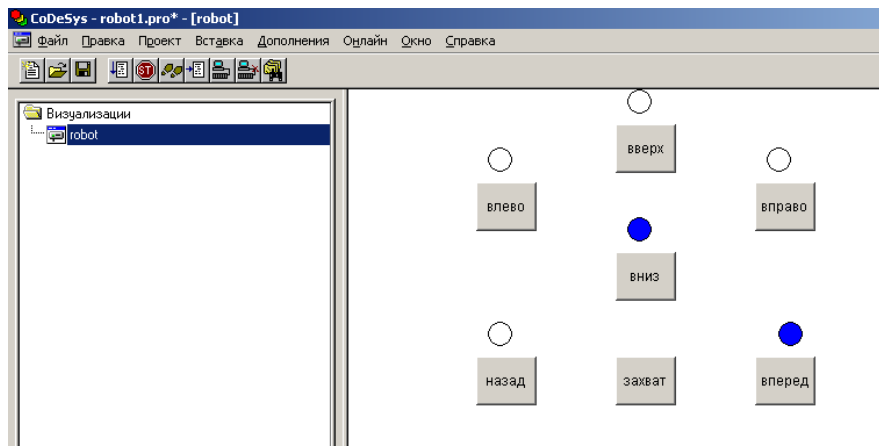 CoDeSys - robot1.pro* - [robot]
Файл Правка Проект Вставка Дополнения Онлайн Окно Справка
ST
Визуализации
robot
вверх
влево
вправо
вниз
назад
захват
вперед